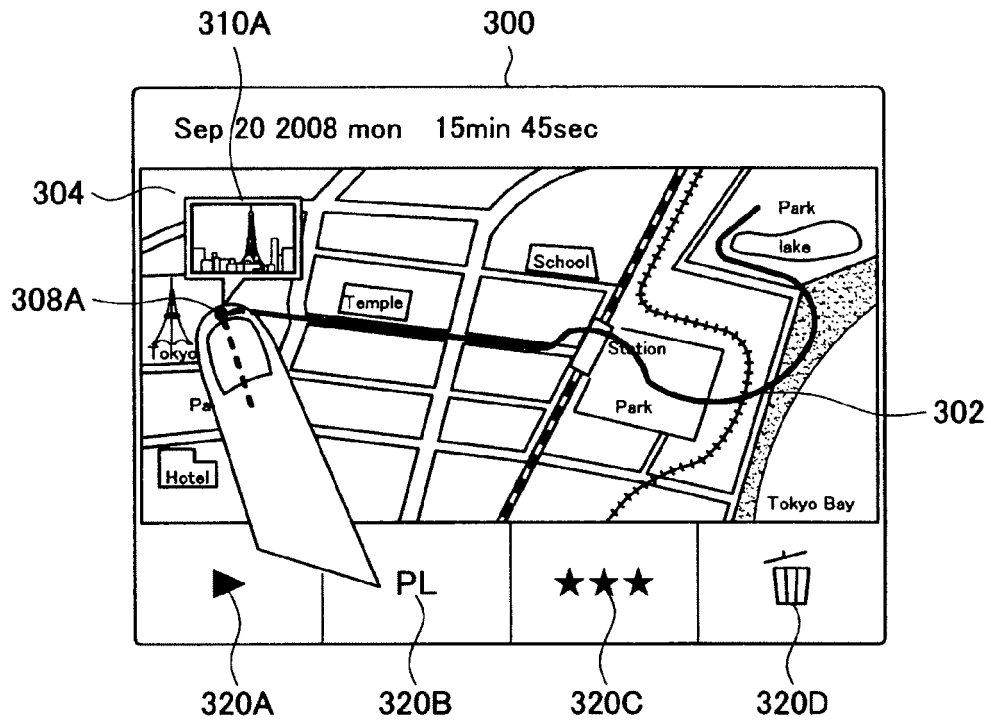 310A
300
Sep 20 2008 mon 15min 45sec
304
Park
lake
School
308A
Temple
Tokyo
Station
Park
302
Hotel
Tokyo Bay
PL
320A
320B
320C
320D